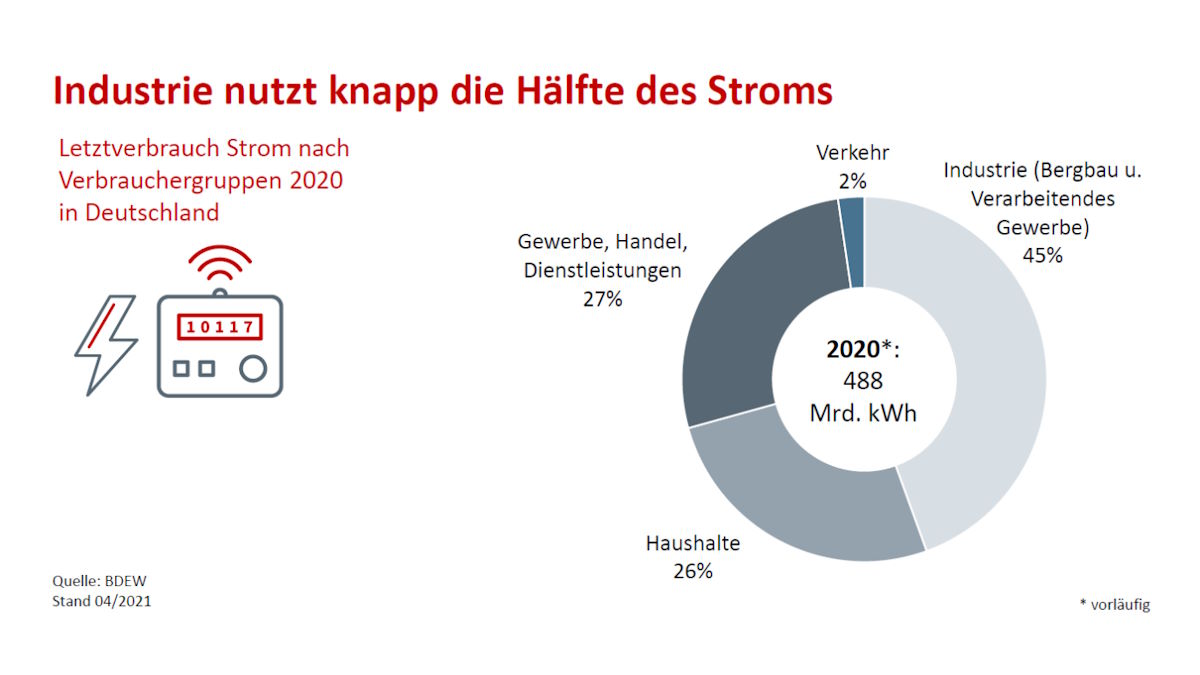 Industrie nutzt knapp die Hälfte des Stroms
Letztverbrauch Strom nach
Verbrauchergruppen 2020
in Deutschland
10117
Verkehr
2%
Industrie (Bergbau u.
Verarbeitendes
Gewerbe)
45%
Gewerbe, Handel,
Dienstleistungen
27%
2020*:
488
Mrd. kWh
Haushalte
26%
Quelle: BDEW
Stand 04/2021
* vorläufig